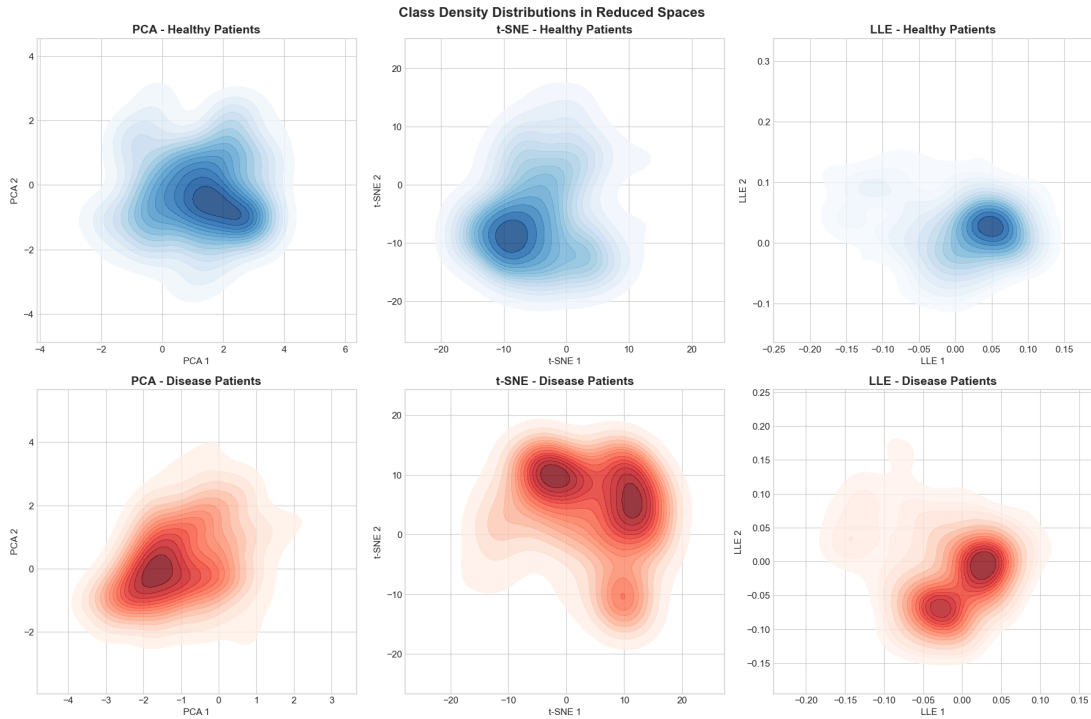 Class Density Distributions in Reduced Spaces
PCA - Healthy Patients
4
2
0
−2
−4
PCA 2
−4 −2 0 2 4 6
PCA 1
t-SNE - Healthy Patients
20
10
0
−10
−20
t-SNE 2
−20 −10 0 10 20
t-SNE 1
LLE - Healthy Patients
0.3
0.2
0.1
0.0
−0.1
LLE 2
−0.25 −0.20 −0.15 −0.10 −0.05 0.00 0.05 0.10 0.15
LLE 1
PCA - Disease Patients
4
2
0
−2
PCA 2
−4 −3 −2 −1 0 1 2 3
PCA 1
t-SNE - Disease Patients
20
10
0
−10
−20
t-SNE 2
−20 −10 0 10 20
t-SNE 1
LLE - Disease Patients
0.25
0.20
0.15
0.10
0.05
0.00
−0.05
−0.10
−0.15
LLE 2
−0.20 −0.15 −0.10 −0.05 0.00 0.05 0.10 0.15
LLE 1